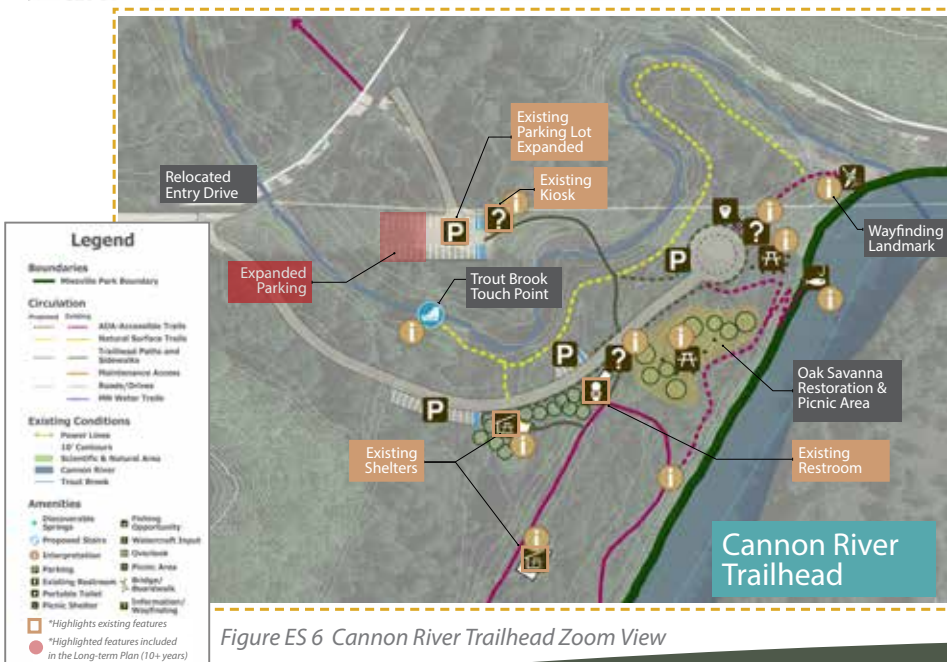 Existing
Parking Lot
Expanded
Existing
Kiosk
Relocated
Entry Drive
P
?
i
Wayfinding
Landmark
Expanded
Parking
Trout Brook
Touch Point
Oak Savanna
Restoration &
Picnic Area
Existing
Shelters
Existing
Restroom
Cannon River
Trailhead
Legend
Boundaries
Miesville Park Boundary
Circulation
Proposed Existing
ADA-Accessible Trails
Natural Surface Trails
Trailhead Paths and
Sidewalks
Maintenance Access
Roads/Drives
MN Water Trails
Existing Conditions
Power Lines
10' Contours
Scientific & Natural Area
Cannon River
Trout Brook
Amenities
Discoverable
Springs
Proposed Stairs
Interpretation
Parking
Existing Restroom
Portable Toilet
Picnic Shelter
Fishing
Opportunity
Watercraft Input
Overlook
Picnic Area
Bridge/
Boardwalk
Information/
Wayfinding
*Highlights existing features
*Highlighted features included
in the Long-term Plan (10+ years)
Figure ES 6 Cannon River Trailhead Zoom View